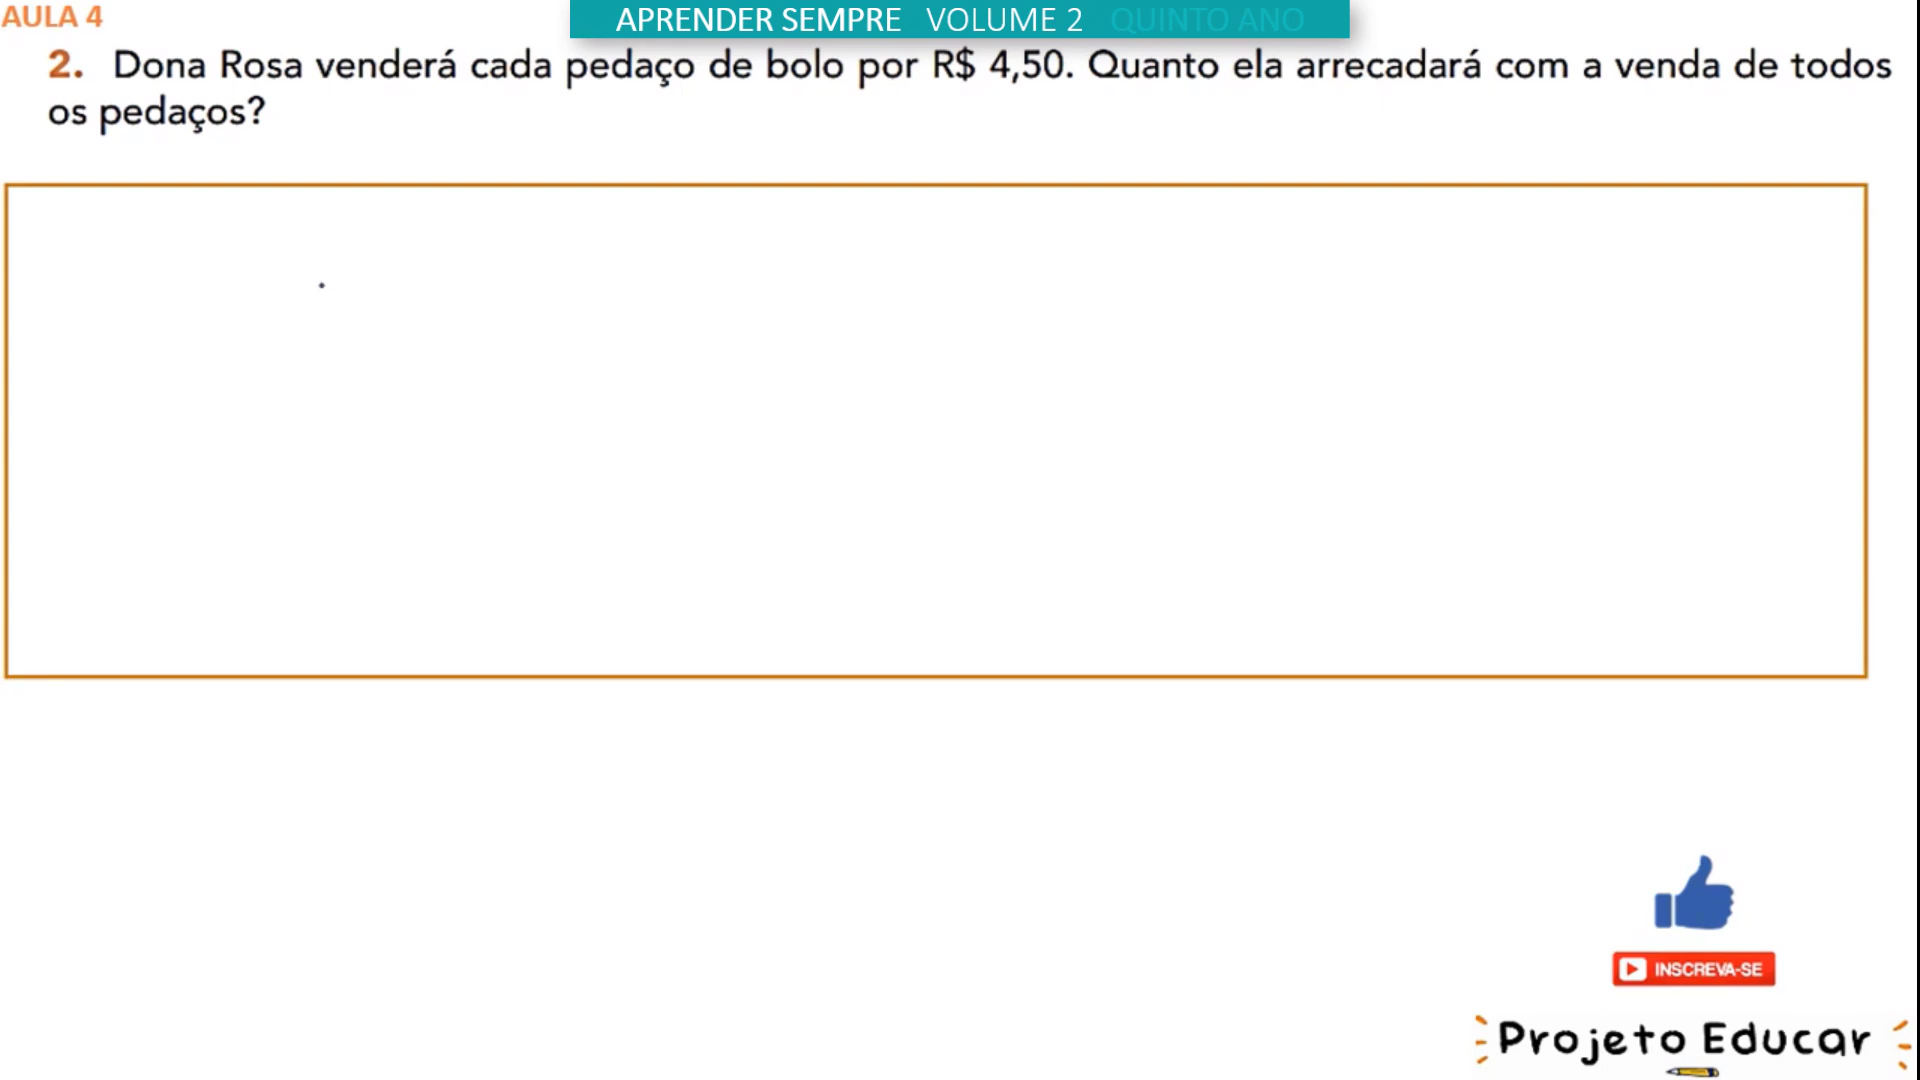 AULA 4
APRENDER SEMPRE VOLUME 2 QUINTO ANO
2. Dona Rosa venderá cada pedaço de bolo por R$ 4,50. Quanto ela arrecadará com a venda de todos
os pedaços?
INSCREVA-SE
Projeto Educar